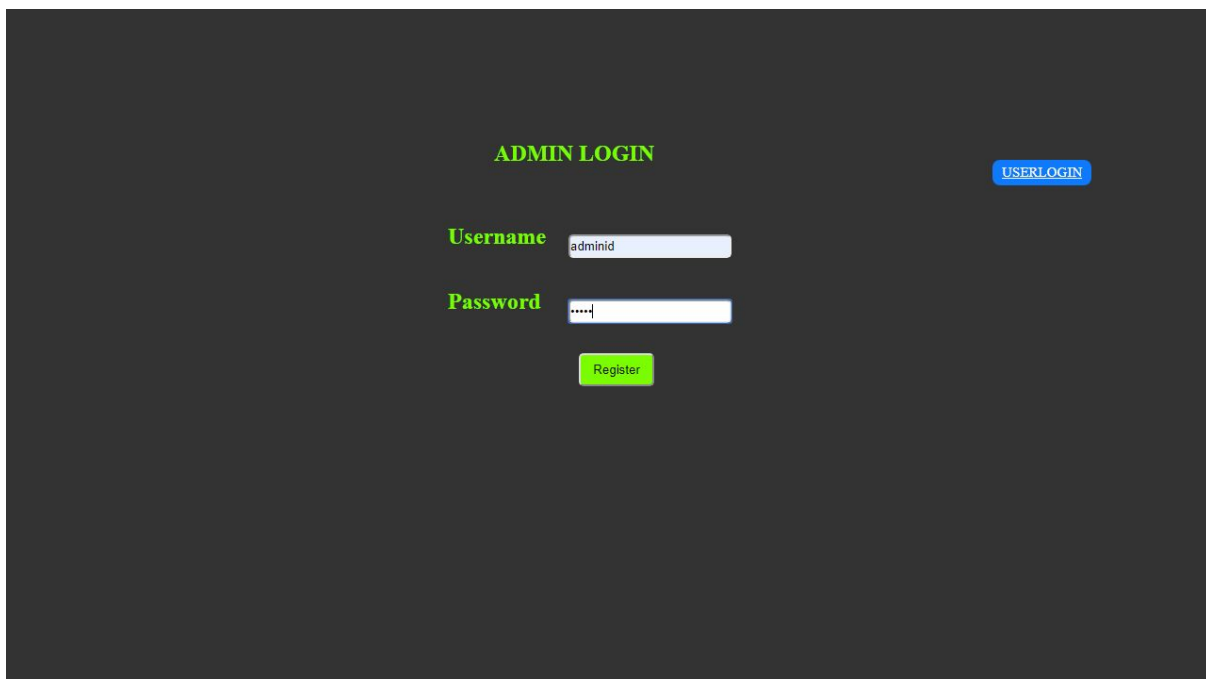 ADMIN LOGIN
USERLOGIN
Username
adminid
Password
•••••
Register